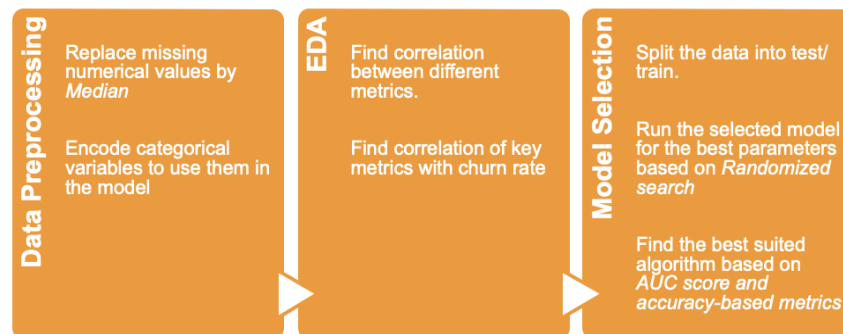 Data Preprocessing
Replace missing
numerical values by
Median
Encode categorical
variables to use them in
the model
EDA
Find correlation
between different
metrics.
Find correlation of key
metrics with churn rate
Model Selection
Split the data into test/
train.
Run the selected model
for the best parameters
based on Randomized
search
Find the best suited
algorithm based on
AUC score and
accuracy-based metrics